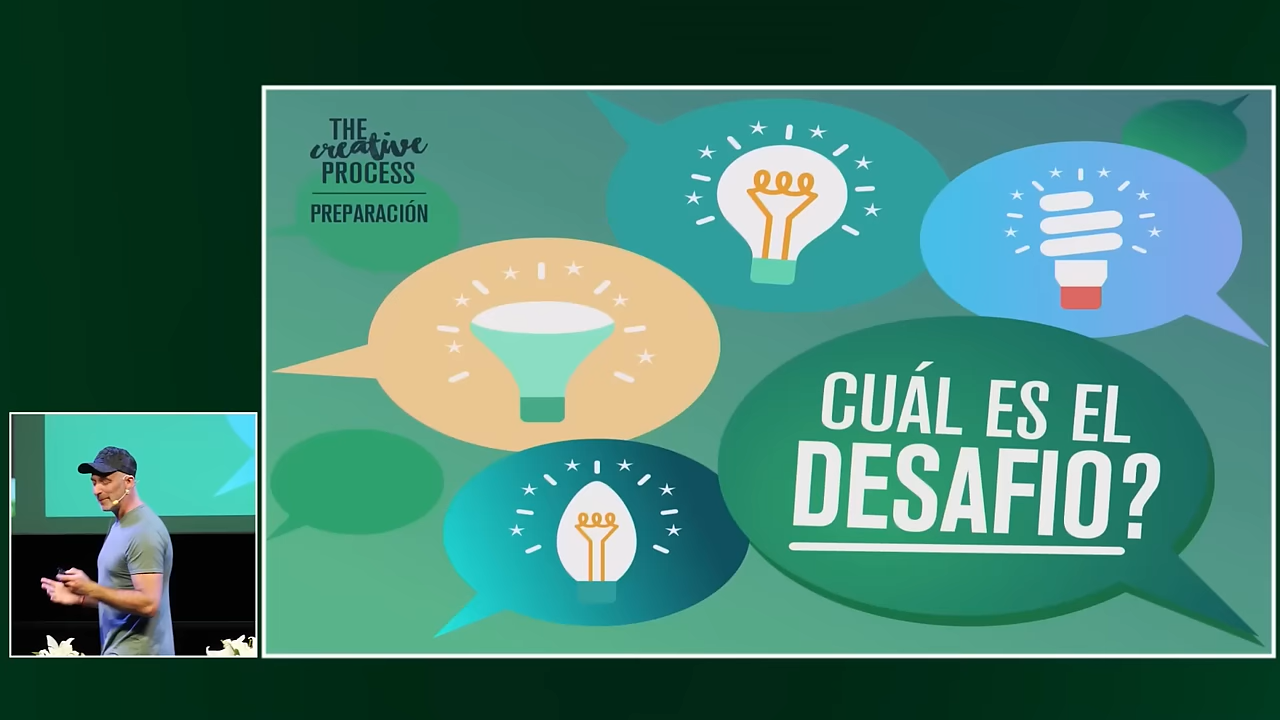 THE
creative
PROCESS
PREPARACIÓN
CUÁL ES EL
DESAFIO?